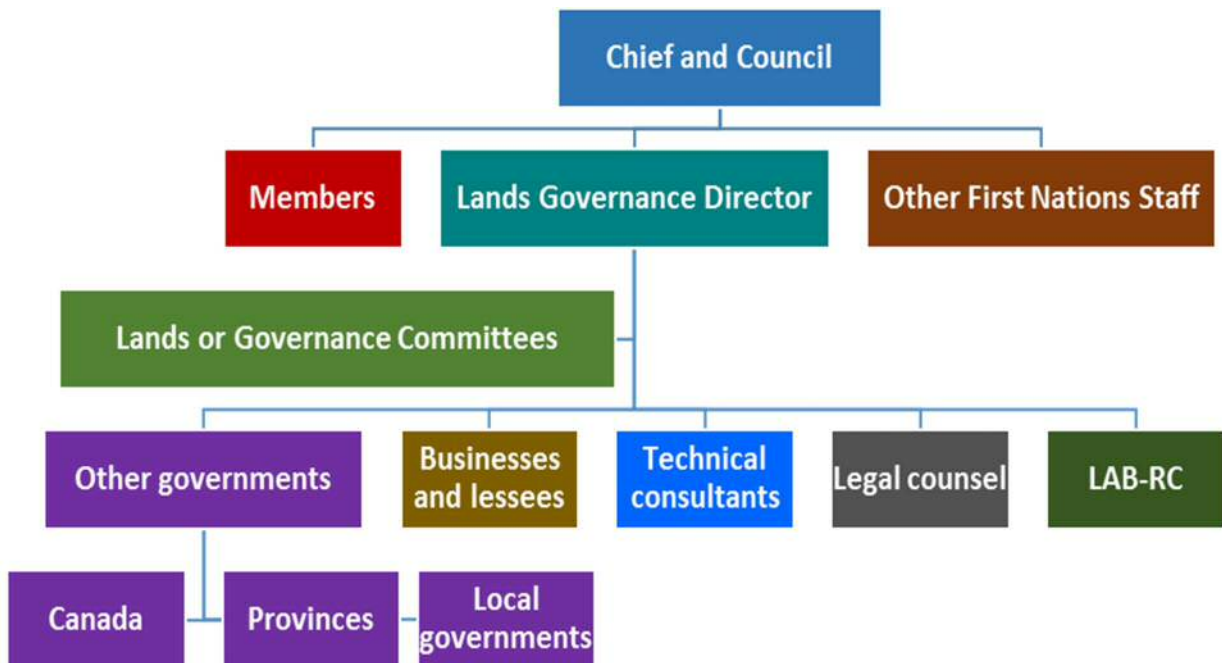 Chief and Council
Members
Lands Governance Director
Other First Nations Staff
Lands or Governance Committees
Other governments
Businesses
and lessees
Technical
consultants
Legal counsel
LAB-RC
Canada
Provinces
Local
governments